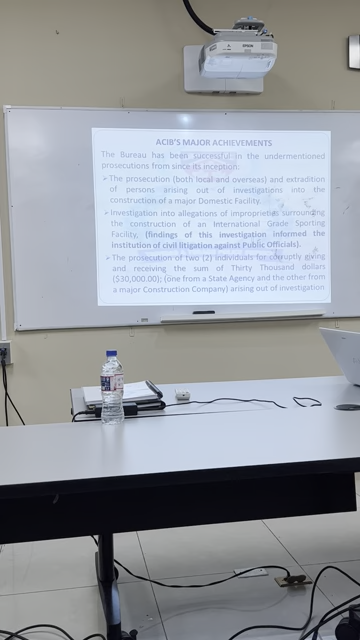 EPSON
ACIB'S MAJOR ACHIEVEMENTS
The Bureau has been successful in the undermentioned
prosecutions from since its inception:
➢The prosecution (both local and overseas) and extradition
of persons arising out of investigations into the
construction of a major Domestic Facility.
➢Investigation into allegations of improprieties surrounding
the construction of an International Grade Sporting
Facility, (findings of this investigation informed the
institution of civil litigation against Public Officials).
➢The prosecution of two (2) individuals for corruptly giving
and receiving the sum of Thirty Thousand dollars
($30,000.00); (one from a State Agency and the other from
a major Construction Company) arising out of investigation